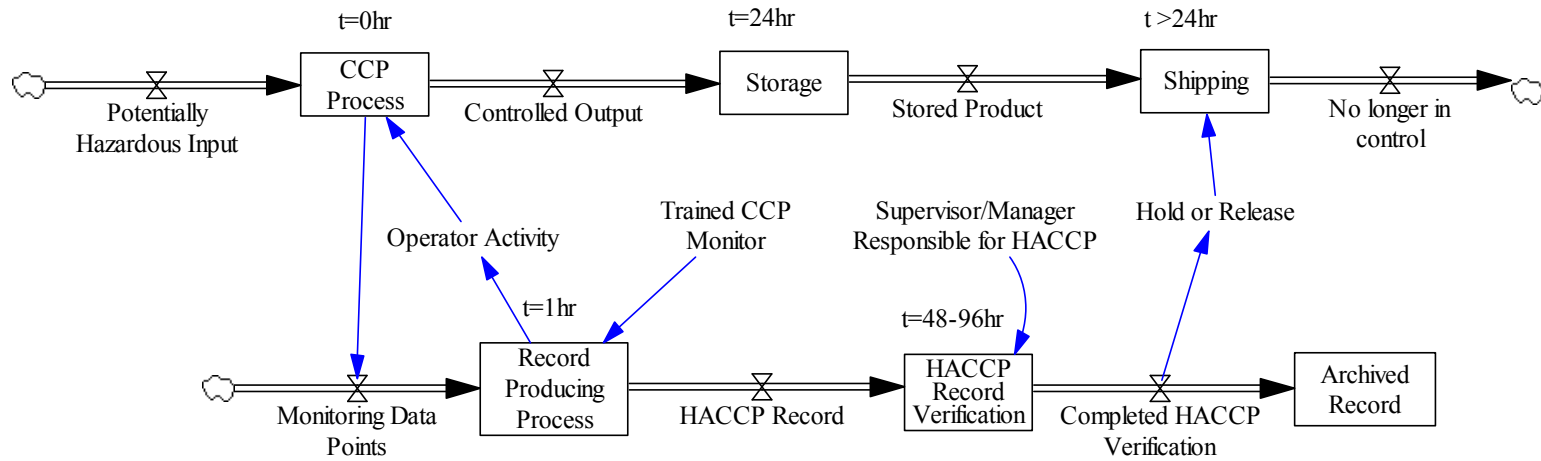 t=0hr
t=24hr
t >24hr
CCP
Process
Storage
Shipping
Potentially
Hazardous Input
Controlled Output
Stored Product
No longer in
control
Operator Activity
Trained CCP
Monitor
Supervisor/Manager
Responsible for HACCP
Hold or Release
t=1hr
t=48-96hr
Record
Producing
Process
HACCP
Record
Verification
Archived
Record
Monitoring Data
Points
HACCP Record
Completed HACCP
Verification